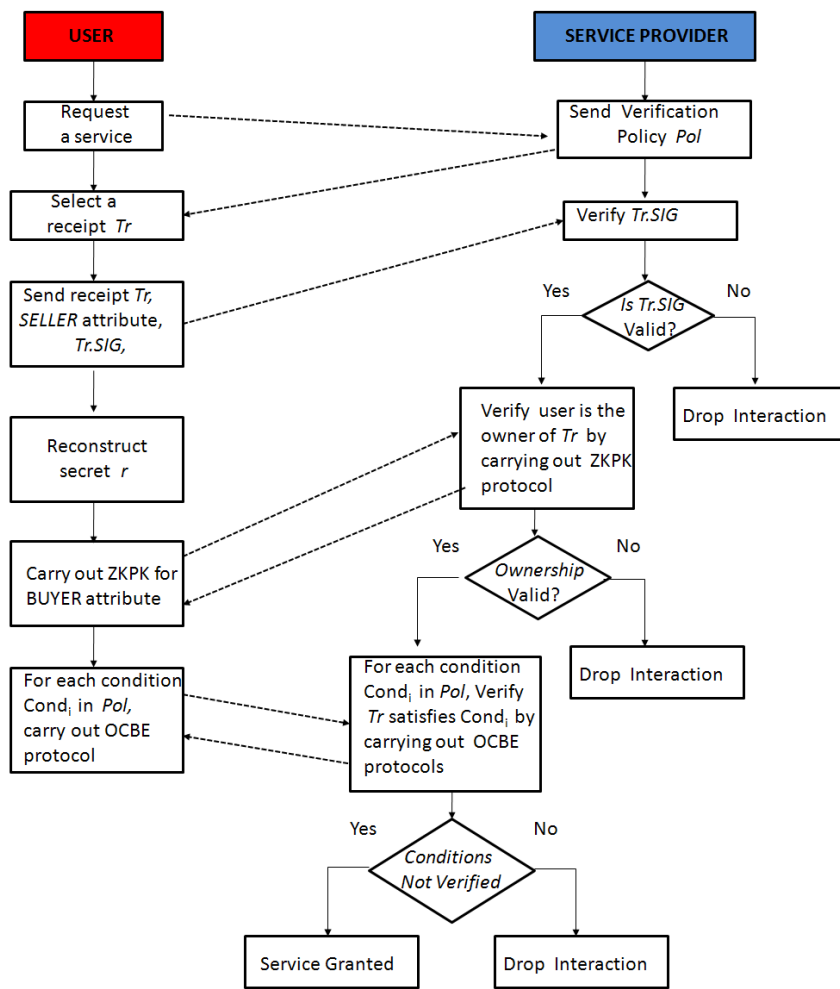 USER
SERVICE PROVIDER
Request
a service
Send Verification
Policy Pol
Select a
receipt Tr
Verify Tr.SIG
Send receipt Tr,
SELLER attribute,
Tr.SIG,
Yes
No
Is Tr.SIG
Valid?
Reconstruct
secret r
Verify user is the
owner of Tr by
carrying out ZKPK
protocol
Drop Interaction
Carry out ZKPK for
BUYER attribute
Yes
No
Ownership
Valid?
For each condition
Condi in Pol,
carry out OCBE
protocol
For each condition
Condi in Pol, Verify
Tr satisfies Condi by
carrying out OCBE
protocols
Drop Interaction
Yes
No
Conditions
Not Verified
Service Granted
Drop Interaction